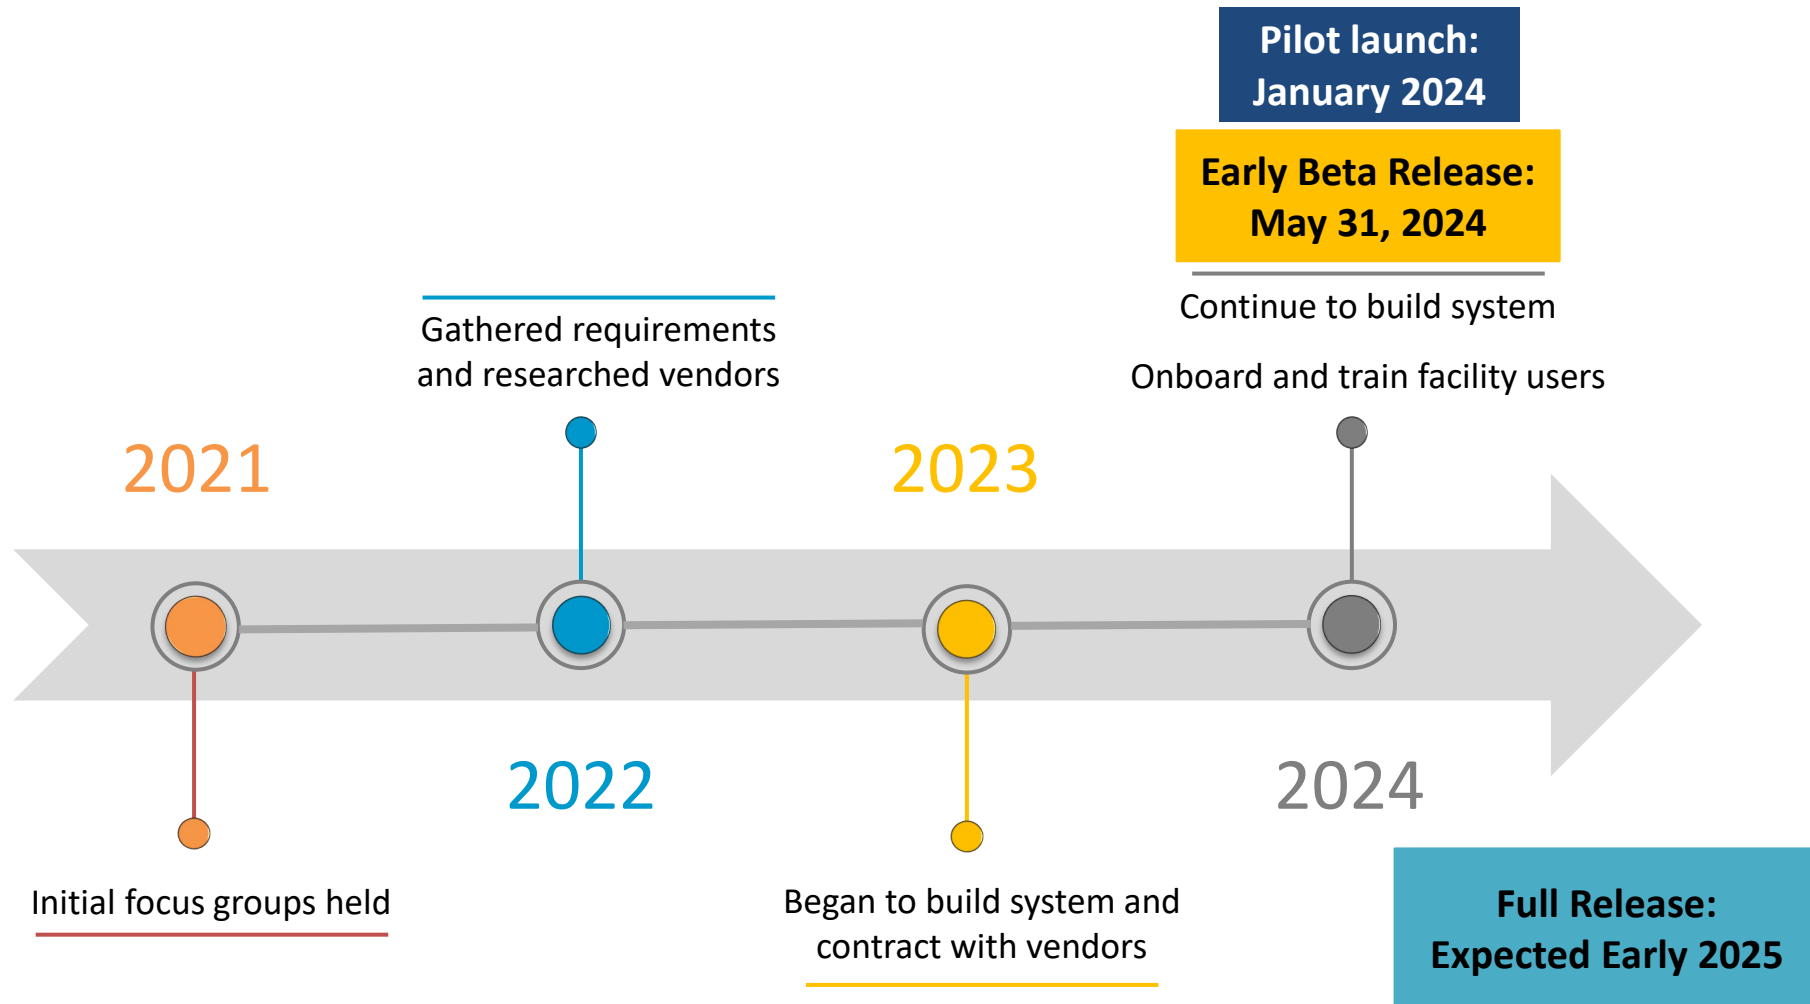 Pilot launch:
January 2024
Early Beta Release:
May 31, 2024
Continue to build system
Onboard and train facility users
Gathered requirements
and researched vendors
2021
2023
2022
2024
Initial focus groups held
Began to build system and
contract with vendors
Full Release:
Expected Early 2025